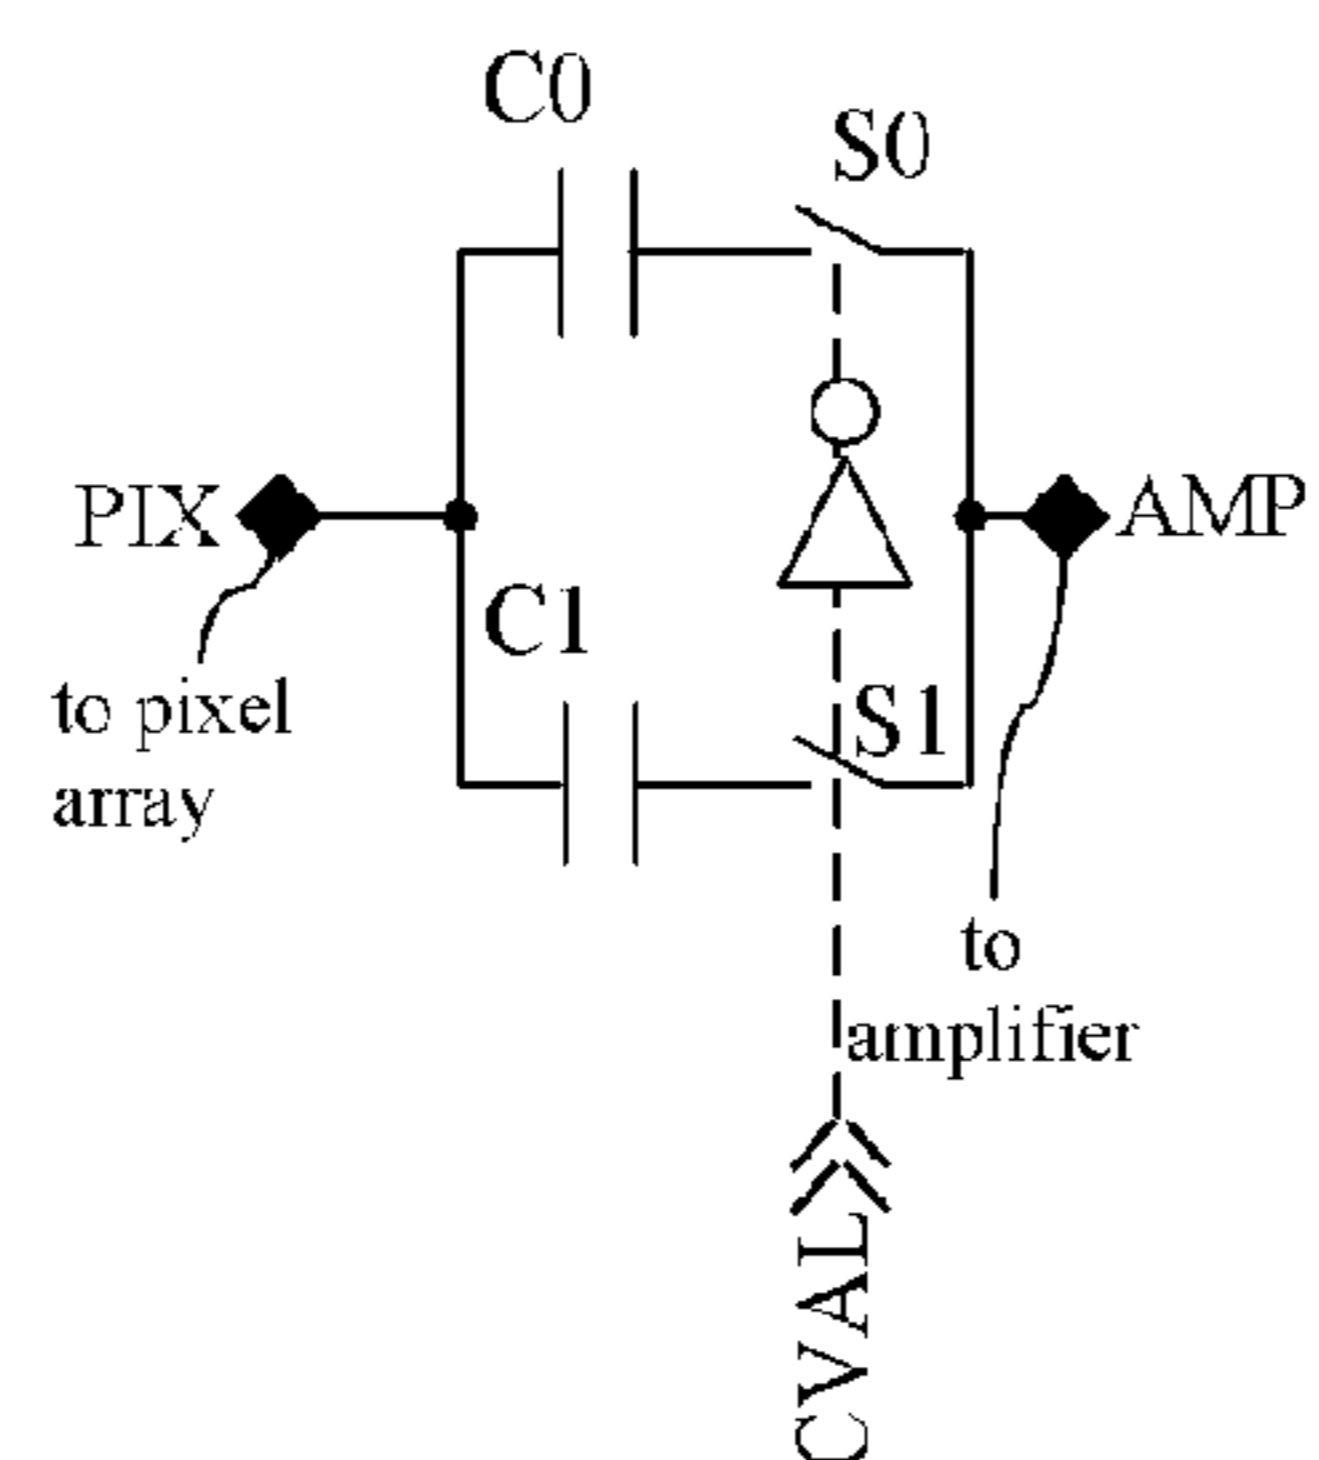 C0
S0
PIX
AMP
C1
to pixel
array
S1
to
amplifier
CVAL